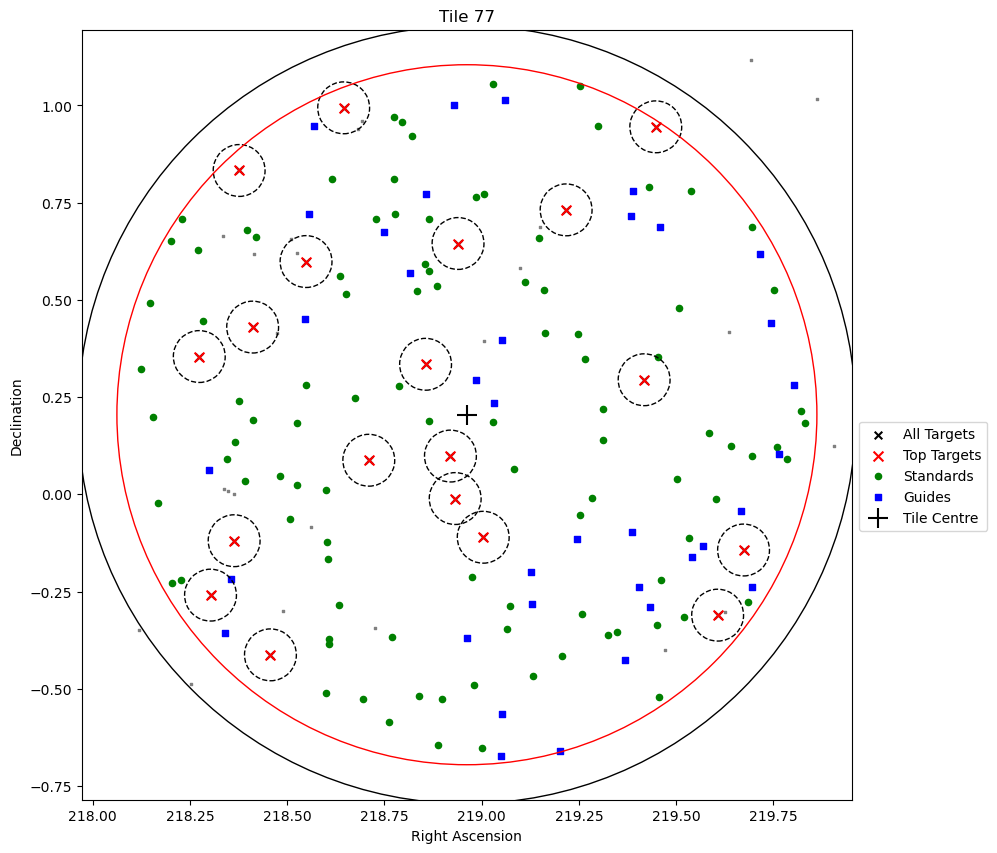 Tile 77
1.00
0.75
0.50
0.25
0.00
−0.25
−0.50
−0.75
Declination
218.00 218.25 218.50 218.75 219.00 219.25 219.50 219.75
Right Ascension
All Targets
Top Targets
Standards
Guides
Tile Centre